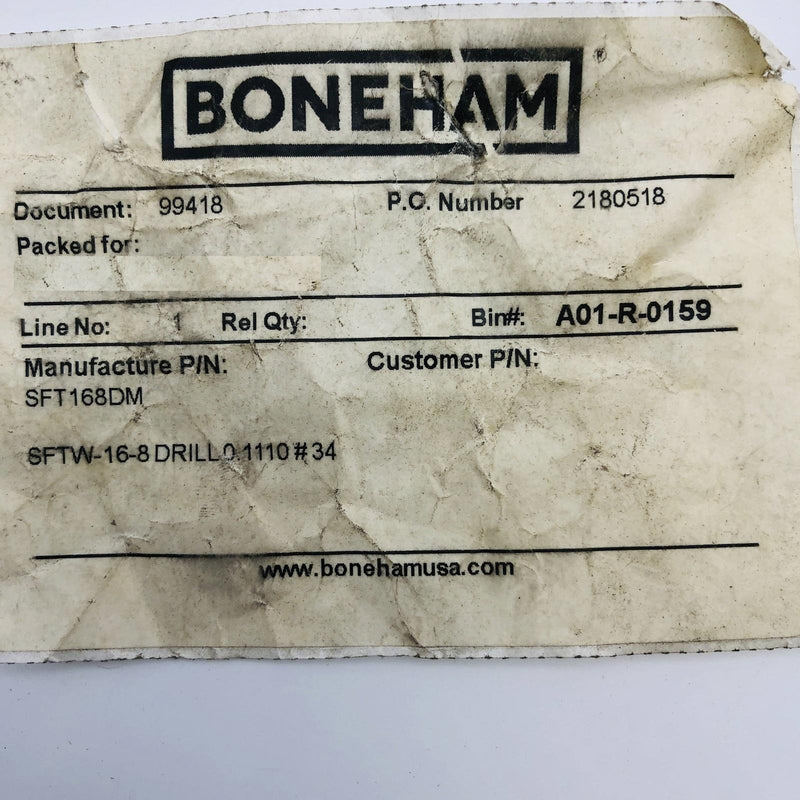 BONEHAM®
Document: 99418 P.O. Number 2180518
Packed for:
Line No: 1 Rel Qty: Bin#: A01-R-0159
Manufacture P/N: Customer P/N:
SFT168DM
SFTW-16-8 DRILL 0.1110 #34
www.bonehamusa.com